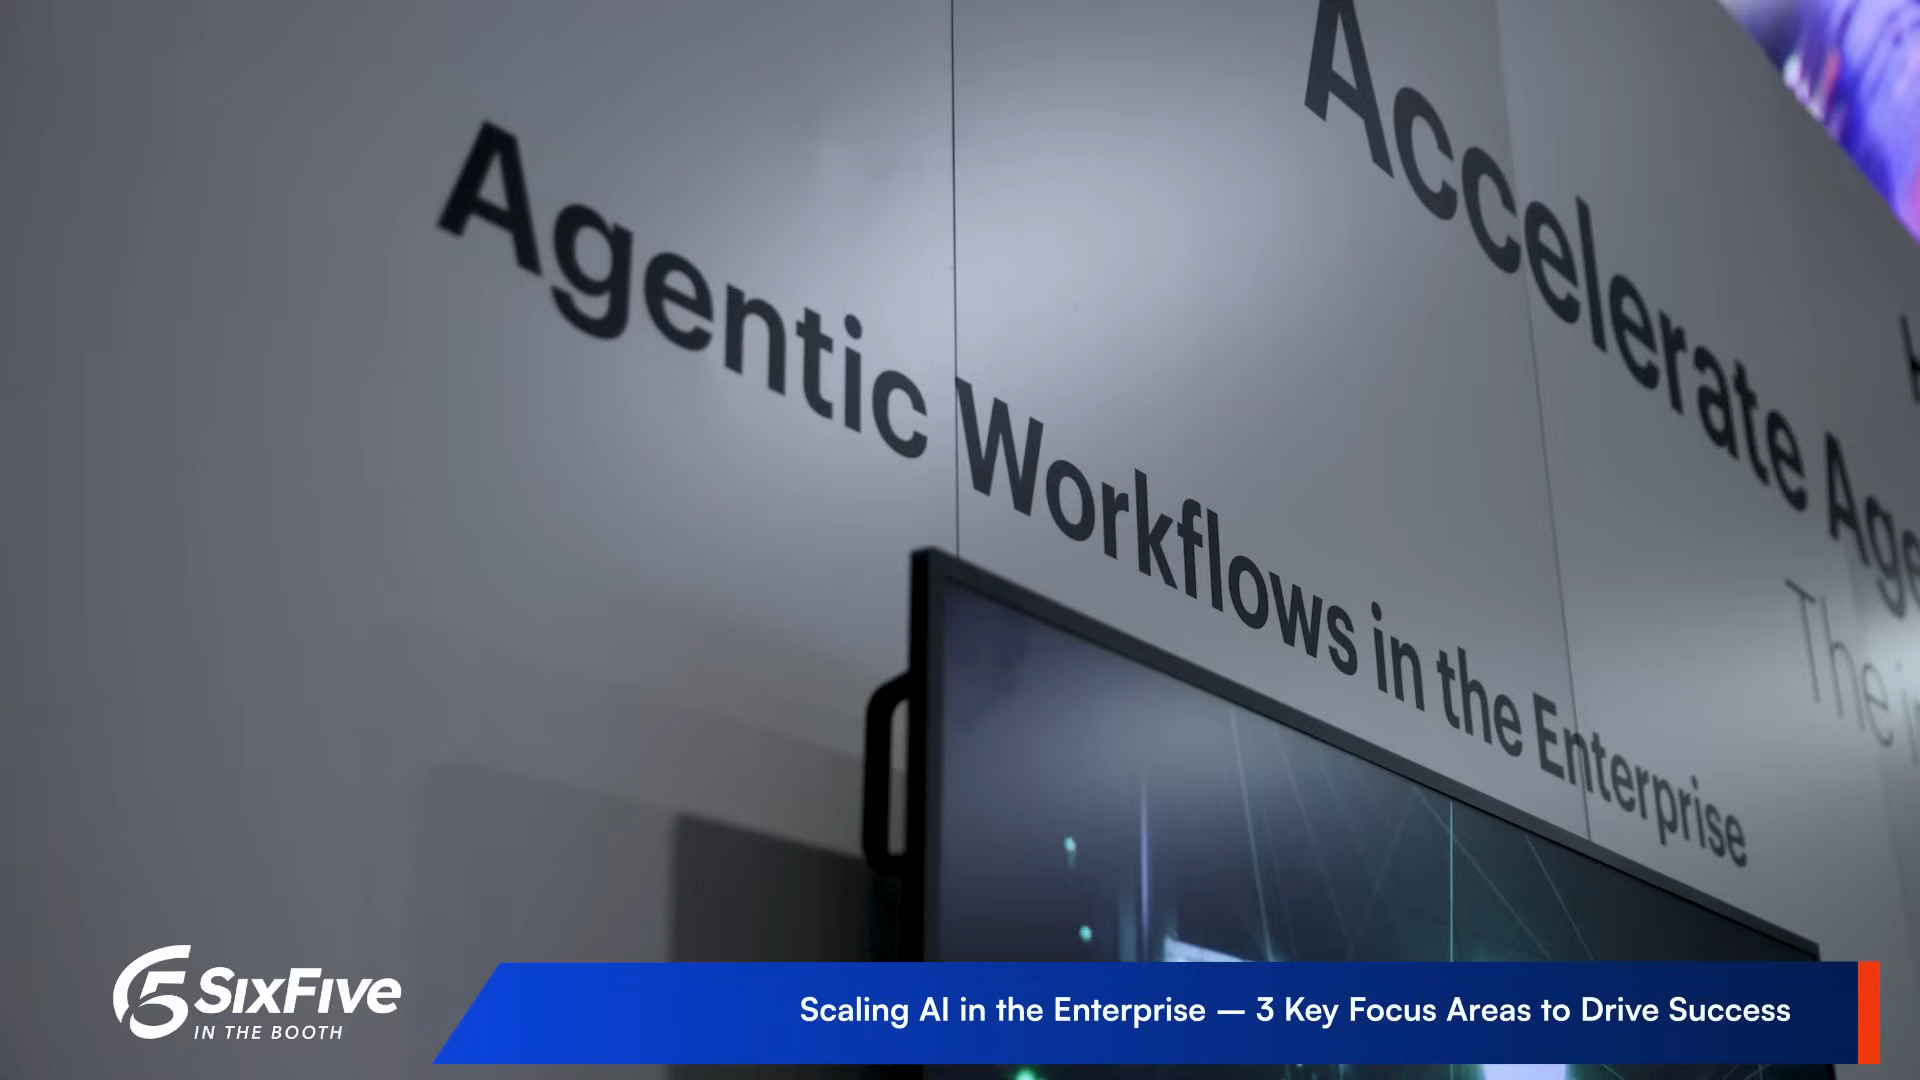 Accelerate Age
Agentic Workflows in the Enterprise
The
SixFive
IN THE BOOTH
Scaling AI in the Enterprise — 3 Key Focus Areas to Drive Success